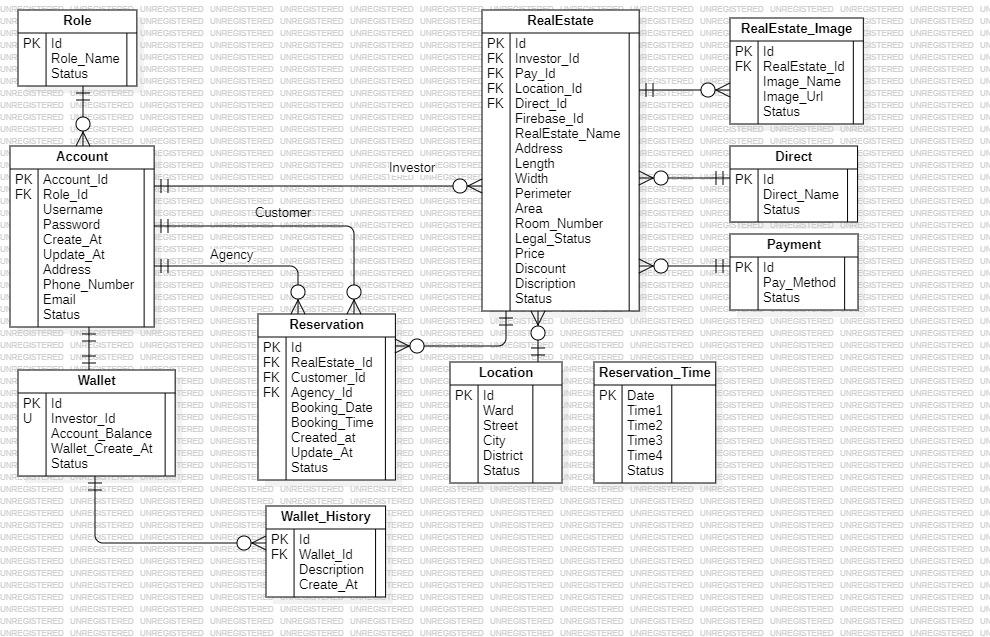 Role
PK Id
Role_Name
Status
Account
PK Account_Id
FK Role_Id
Username
Password
Create_At
Update_At
Address
Phone_Number
Email
Status
Wallet
PK Id
U Investor_Id
Account_Balance
Wallet_Create_At
Status
Wallet_History
PK Id
FK Wallet_Id
Description
Create_At
Investor
Customer
Agency
Reservation
PK Id
FK RealEstate_Id
FK Customer_Id
FK Agency_Id
Booking_Date
Booking_Time
Created_at
Update_At
Status
RealEstate
PK Id
FK Investor_Id
FK Pay_Id
FK Location_Id
FK Direct_Id
Firebase_Id
RealEstate_Name
Address
Length
Width
Perimeter
Area
Room_Number
Legal_Status
Price
Discount
Discription
Status
Location
PK Id
Ward
Street
City
District
Status
Reservation_Time
PK Date
Time1
Time2
Time3
Time4
Status
RealEstate_Image
PK Id
FK RealEstate_Id
Image_Name
Image_Url
Status
Direct
PK Id
Direct_Name
Status
Payment
PK Id
Pay_Method
Status
UNREGISTERED